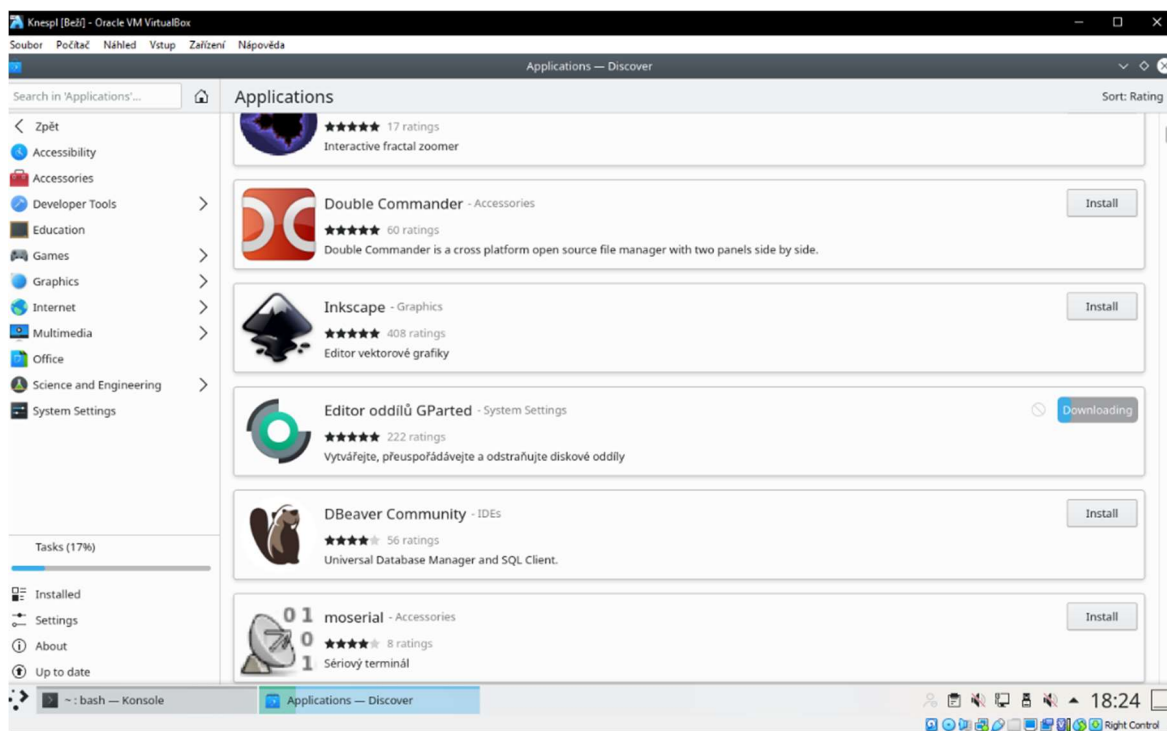 Knespl [Beží] - Oracle VM VirtualBox
Soubor Počítač Náhled Vstup Zařízení Nápověda
Applications — Discover
Search in 'Applications'...
Applications
Sort: Rating
Zpět
Accessibility
Accessories
Developer Tools
Education
Games
Graphics
Internet
Multimedia
Office
Science and Engineering
System Settings
Tasks (17%)
Installed
Settings
About
Up to date
17 ratings
Interactive fractal zoomer
Double Commander - Accessories
60 ratings
Double Commander is a cross platform open source file manager with two panels side by side.
Install
Inkscape - Graphics
408 ratings
Editor vektorové grafiky
Install
Editor oddílů GParted - System Settings
222 ratings
Vytvářejte, přeuspořádávejte a odstraňujte diskové oddíly
Downloading
DBeaver Community - IDEs
56 ratings
Universal Database Manager and SQL Client.
Install
01
0
1
moserial - Accessories
8 ratings
Sériový terminál
Install
~ : bash — Konsole
Applications — Discover
18:24
Right Control